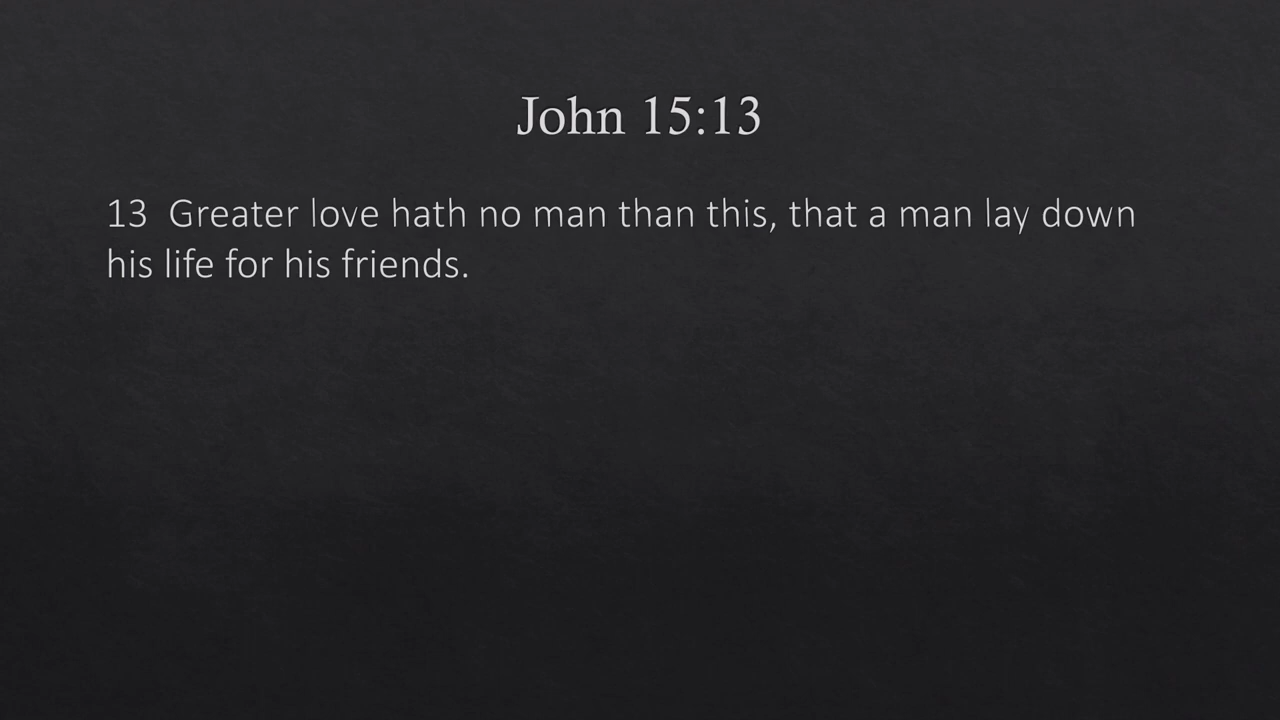 John 15:13
13 Greater love hath no man than this, that a man lay down
his life for his friends.